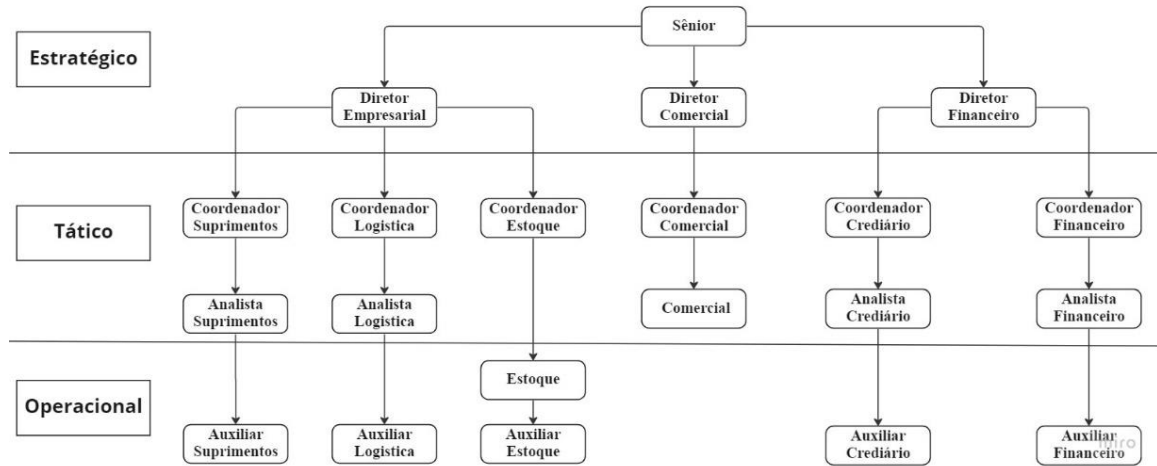 Sênior
Estratégico
Diretor
Empresarial
Diretor
Comercial
Diretor
Financeiro
Tático
Coordenador
Suprimentos
Coordenador
Logistica
Coordenador
Estoque
Coordenador
Comercial
Coordenador
Crediário
Coordenador
Financeiro
Analista
Suprimentos
Analista
Logistica
Comercial
Analista
Crediário
Analista
Financeiro
Operacional
Estoque
Auxiliar
Suprimentos
Auxiliar
Logistica
Auxiliar
Estoque
Auxiliar
Crediário
Auxiliar
Financeiro
miro